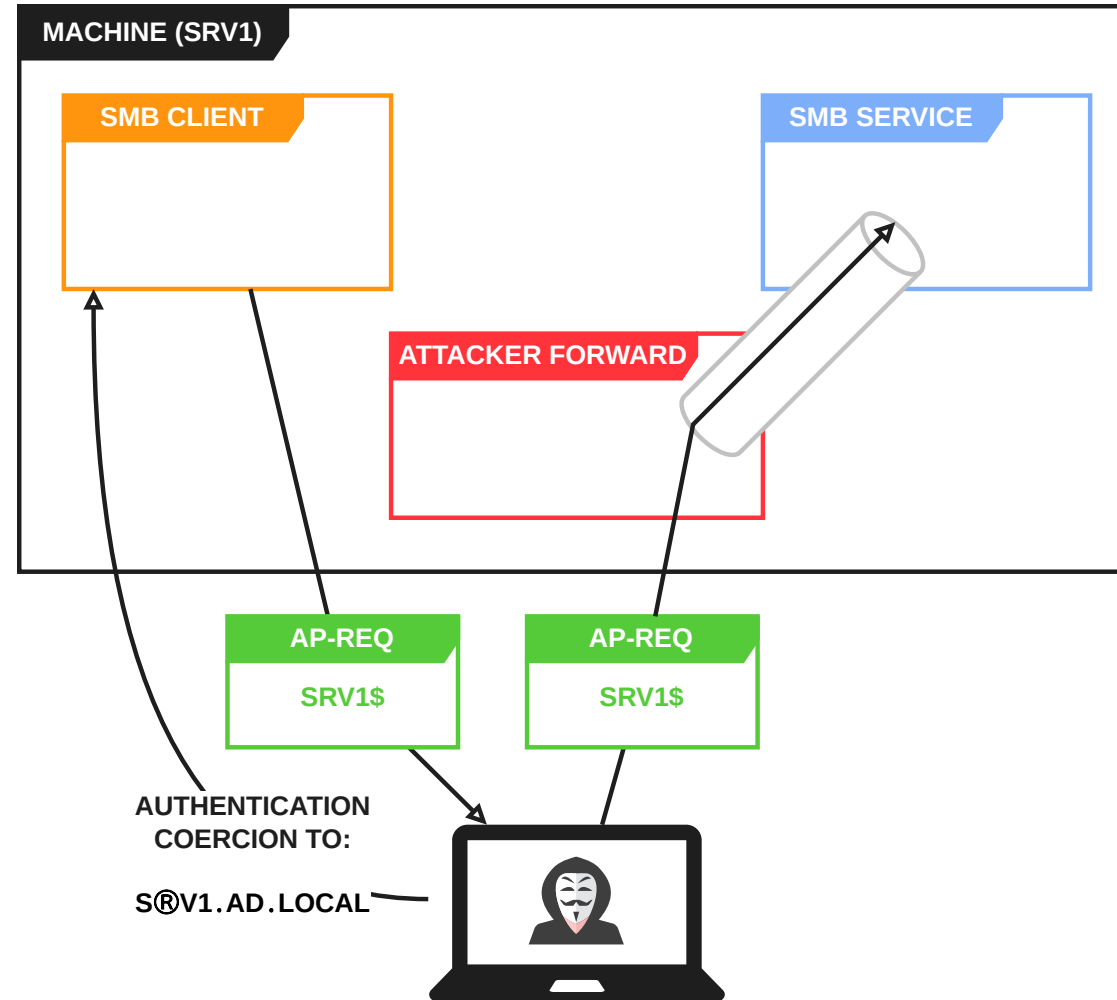 MACHINE (SRV1)
SMB CLIENT
SMB SERVICE
ATTACKER FORWARD
AP-REQ
SRV1$
AP-REQ
SRV1$
AUTHENTICATION
COERCION TO:
SⓇV1.AD.LOCAL